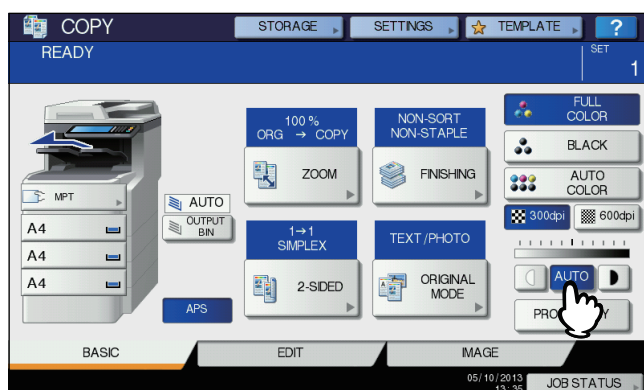 COPY
STORAGE
SETTINGS
TEMPLATE
?
READY
SET
1
100 %
ORG → COPY
NON-SORT
NON-STAPLE
FULL
COLOR
BLACK
ZOOM
FINISHING
AUTO
COLOR
MPT
AUTO
OUTPUT
BIN
300dpi
600dpi
A4
A4
A4
1→1
SIMPLEX
TEXT/PHOTO
2-SIDED
ORIGINAL
MODE
AUTO
APS
BASIC
EDIT
IMAGE
05/10/2013
13:35
JOB STATUS